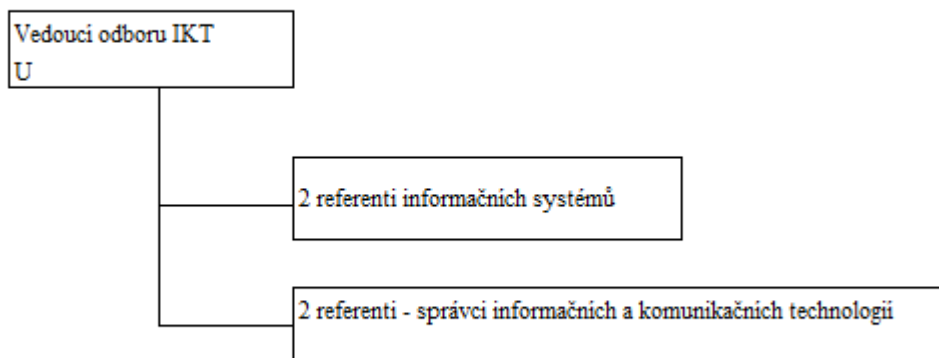 Vedoucí odboru IKT
U
2 referenti informačních systémů
2 referenti - správci informačních a komunikačních technologií